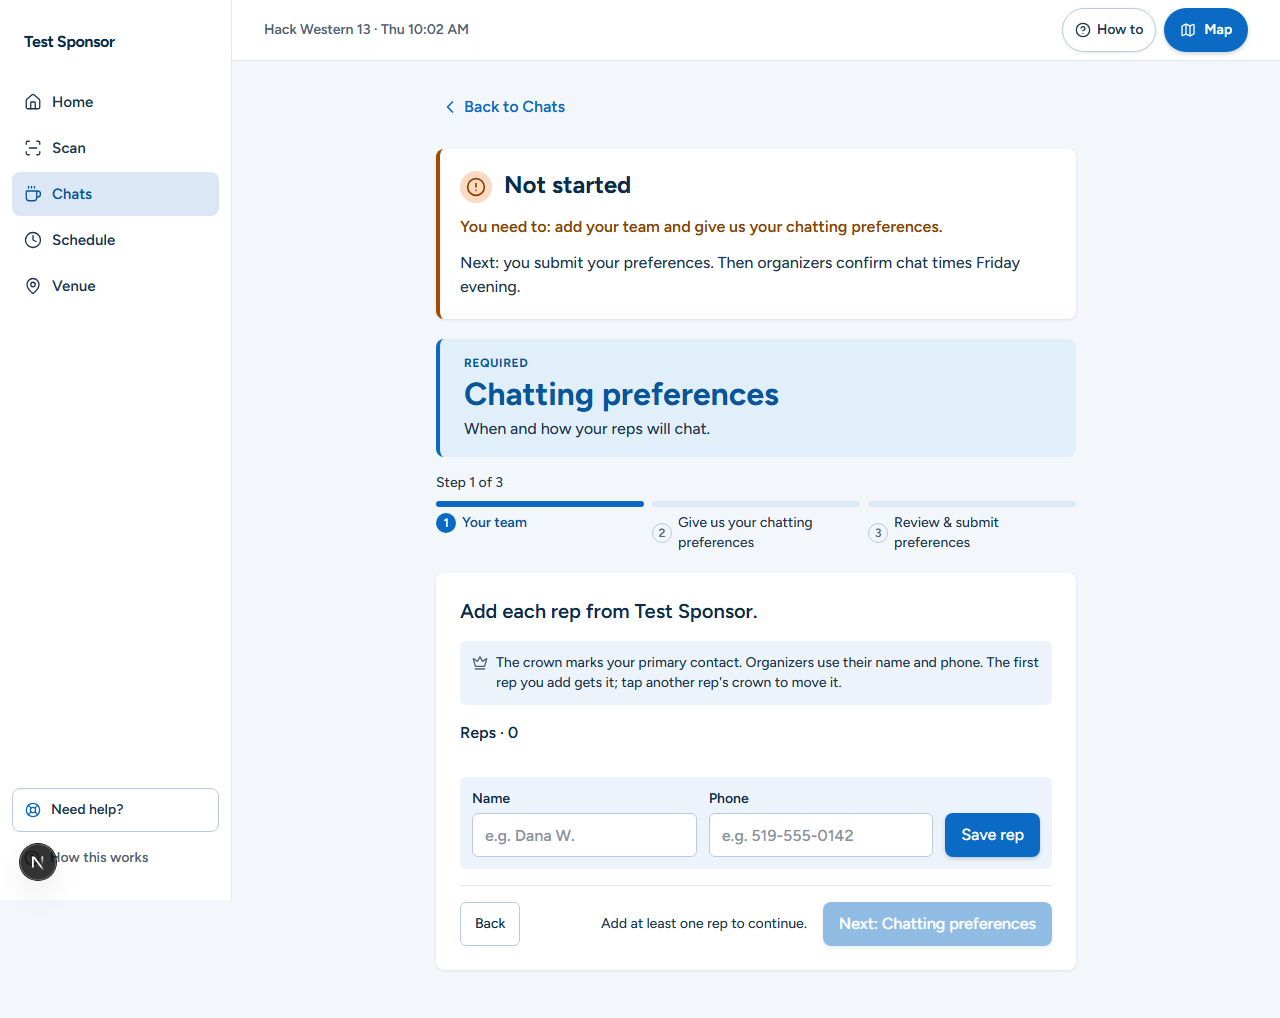 Test Sponsor
Hack Western 13 · Thu 10:02 AM
How to
Map
Home
Scan
Chats
Schedule
Venue
Need help?
How this works
N
Back to Chats
Not started
You need to: add your team and give us your chatting preferences.
Next: you submit your preferences. Then organizers confirm chat times Friday
evening.
REQUIRED
Chatting preferences
When and how your reps will chat.
Step 1 of 3
1 Your team
2 Give us your chatting
preferences
3 Review & submit
preferences
Add each rep from Test Sponsor.
The crown marks your primary contact. Organizers use their name and phone. The first
rep you add gets it; tap another rep's crown to move it.
Reps · 0
Name
Phone
e.g. Dana W.
e.g. 519-555-0142
Save rep
Back
Add at least one rep to continue.
Next: Chatting preferences